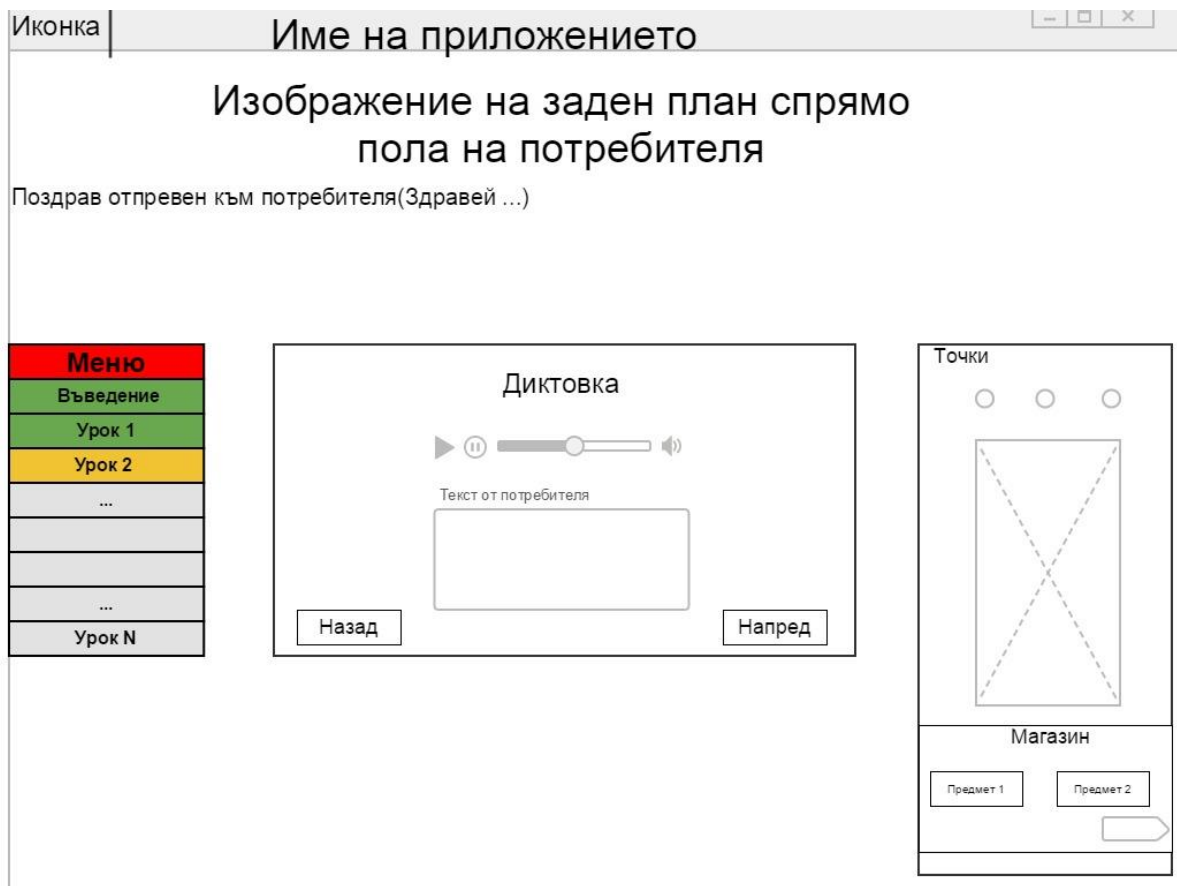 Иконка
Име на приложението
Изображение на заден план спрямо
пола на потребителя
Поздрав отпревен към потребителя(Здравей ...)
Меню
Въведение
Урок 1
Урок 2
...
...
Урок N
Диктовка
Текст от потребителя
Назад
Напред
Точки
Магазин
Предмет 1
Предмет 2